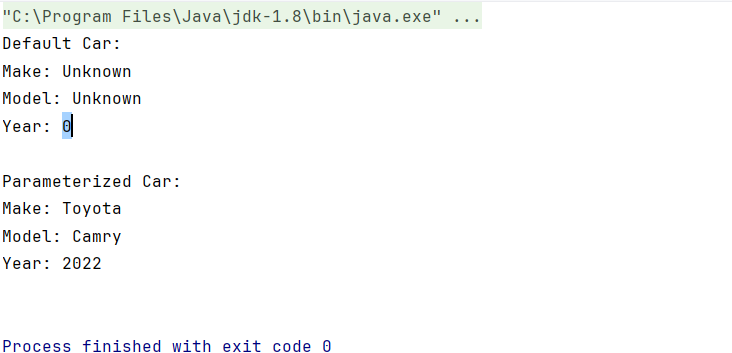 "C:\Program Files\Java\jdk-1.8\bin\java.exe" ...
Default Car:
Make: Unknown
Model: Unknown
Year: 0
Parameterized Car:
Make: Toyota
Model: Camry
Year: 2022
Process finished with exit code 0